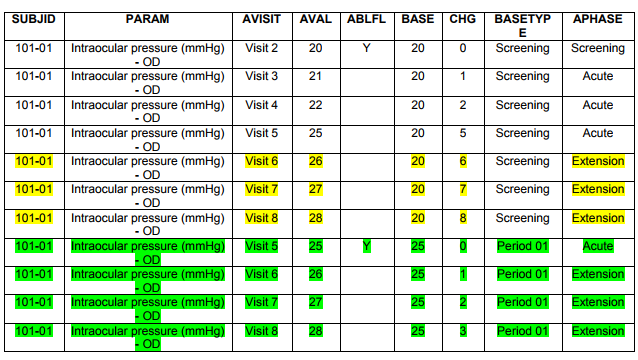 SUBJID PARAM AVISIT AVAL ABLFL BASE CHG BASETYP APHASE
E
101-01 Intraocular pressure (mmHg) Visit 2 20 Y 20 0 Screening Screening
- OD
101-01 Intraocular pressure (mmHg) Visit 3 21 20 1 Screening Acute
- OD
101-01 Intraocular pressure (mmHg) Visit 4 22 20 2 Screening Acute
- OD
101-01 Intraocular pressure (mmHg) Visit 5 25 20 5 Screening Acute
- OD
101-01 Intraocular pressure (mmHg) Visit 6 26 20 6 Screening Extension
- OD
101-01 Intraocular pressure (mmHg) Visit 7 27 20 7 Screening Extension
- OD
101-01 Intraocular pressure (mmHg) Visit 8 28 20 8 Screening Extension
- OD
101-01 Intraocular pressure (mmHg) Visit 5 25 Y 25 0 Period 01 Acute
- OD
101-01 Intraocular pressure (mmHg) Visit 6 26 25 1 Period 01 Extension
- OD
101-01 Intraocular pressure (mmHg) Visit 7 27 25 2 Period 01 Extension
- OD
101-01 Intraocular pressure (mmHg) Visit 8 28 25 3 Period 01 Extension
- OD